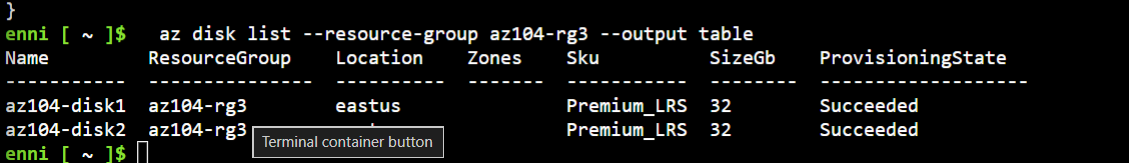 }
enni [ ~ ]$ az disk list --resource-group az104-rg3 --output table
Name ResourceGroup Location Zones Sku SizeGb ProvisioningState
----------- --------------- ---------- ------- ----------- -------- -------------------
az104-disk1 az104-rg3 eastus Premium_LRS 32 Succeeded
az104-disk2 az104-rg3 Premium_LRS 32 Succeeded
Terminal container button
enni [ ~ ]$